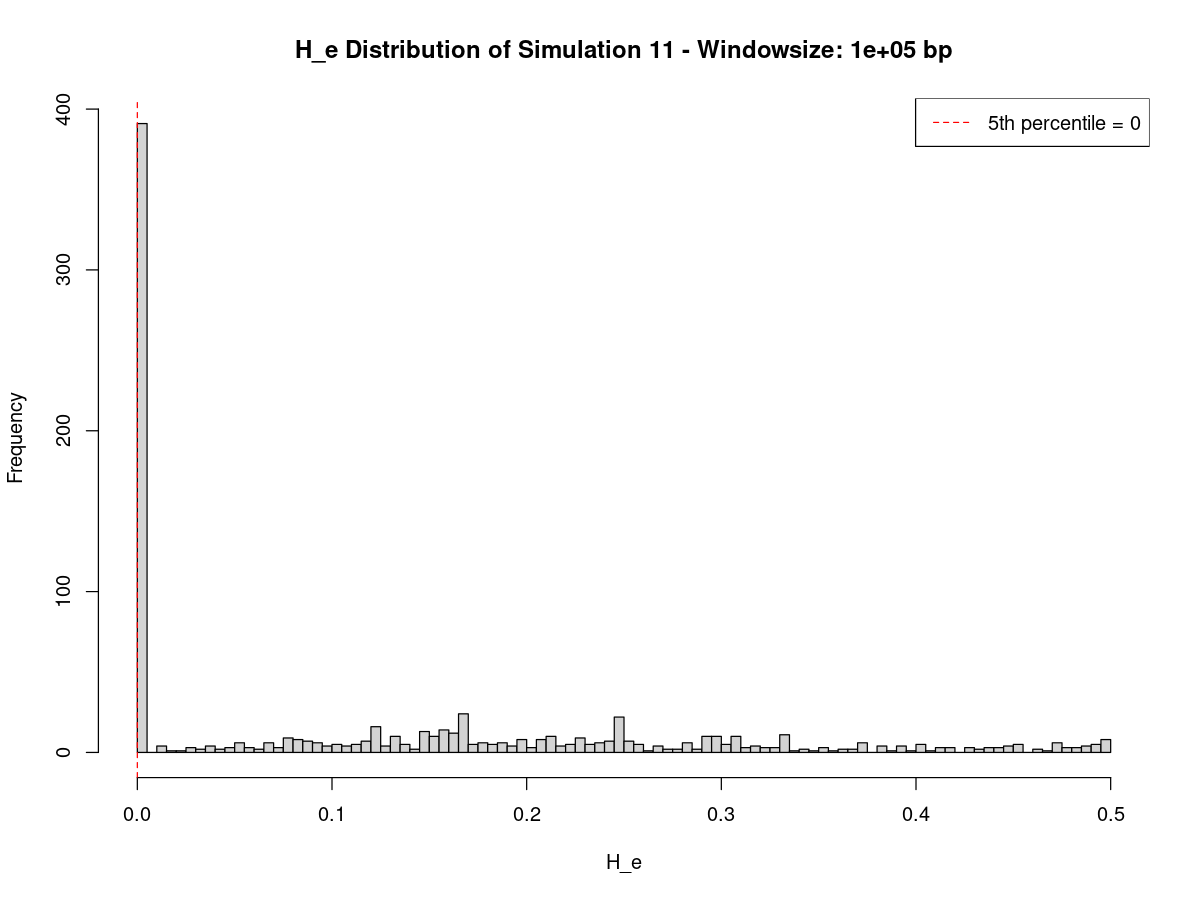 H_e Distribution of Simulation 11 - Windowsize: 1e+05 bp
5th percentile = 0
Frequency
400
300
200
100
0
0.0 0.1 0.2 0.3 0.4 0.5
H_e